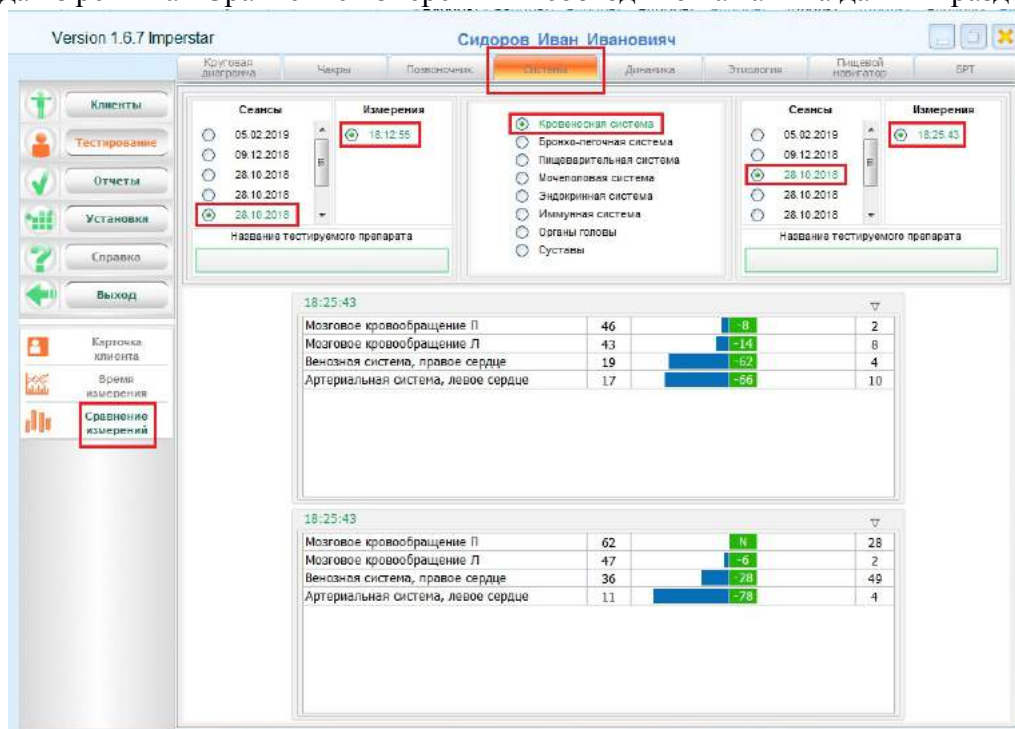 Version 1.6.7 Imperstar
Сидоров Иван Иванович
Круговая диаграмма
Чакры
Позвоночник
Системы
Динамика
Этиология
Пищевой навигатор
БРТ
Клиенты
Тестирование
Отчеты
Установки
Справка
Выход
Карточка клиента
Время измерения
Сравнение измерений
Сеансы
Измерения
05.02.2019
18:12:55
09.12.2018
28.10.2018
28.10.2018
28.10.2018
Название тестируемого препарата
Кровеносная система
Бронхо-легочная система
Пищеварительная система
Мочеполовая система
Эндокринная система
Иммунная система
Органы головы
Суставы
Сеансы
Измерения
05.02.2019
18:25:43
09.12.2018
28.10.2018
28.10.2018
28.10.2018
Название тестируемого препарата
18:25:43
Мозговое кровообращение П 46 -8 2
Мозговое кровообращение Л 43 -14 8
Венозная система, правое сердце 19 -62 4
Артериальная система, левое сердце 17 -66 10
18:25:43
Мозговое кровообращение П 62 N 28
Мозговое кровообращение Л 47 -6 2
Венозная система, правое сердце 36 -28 49
Артериальная система, левое сердце 11 -78 4